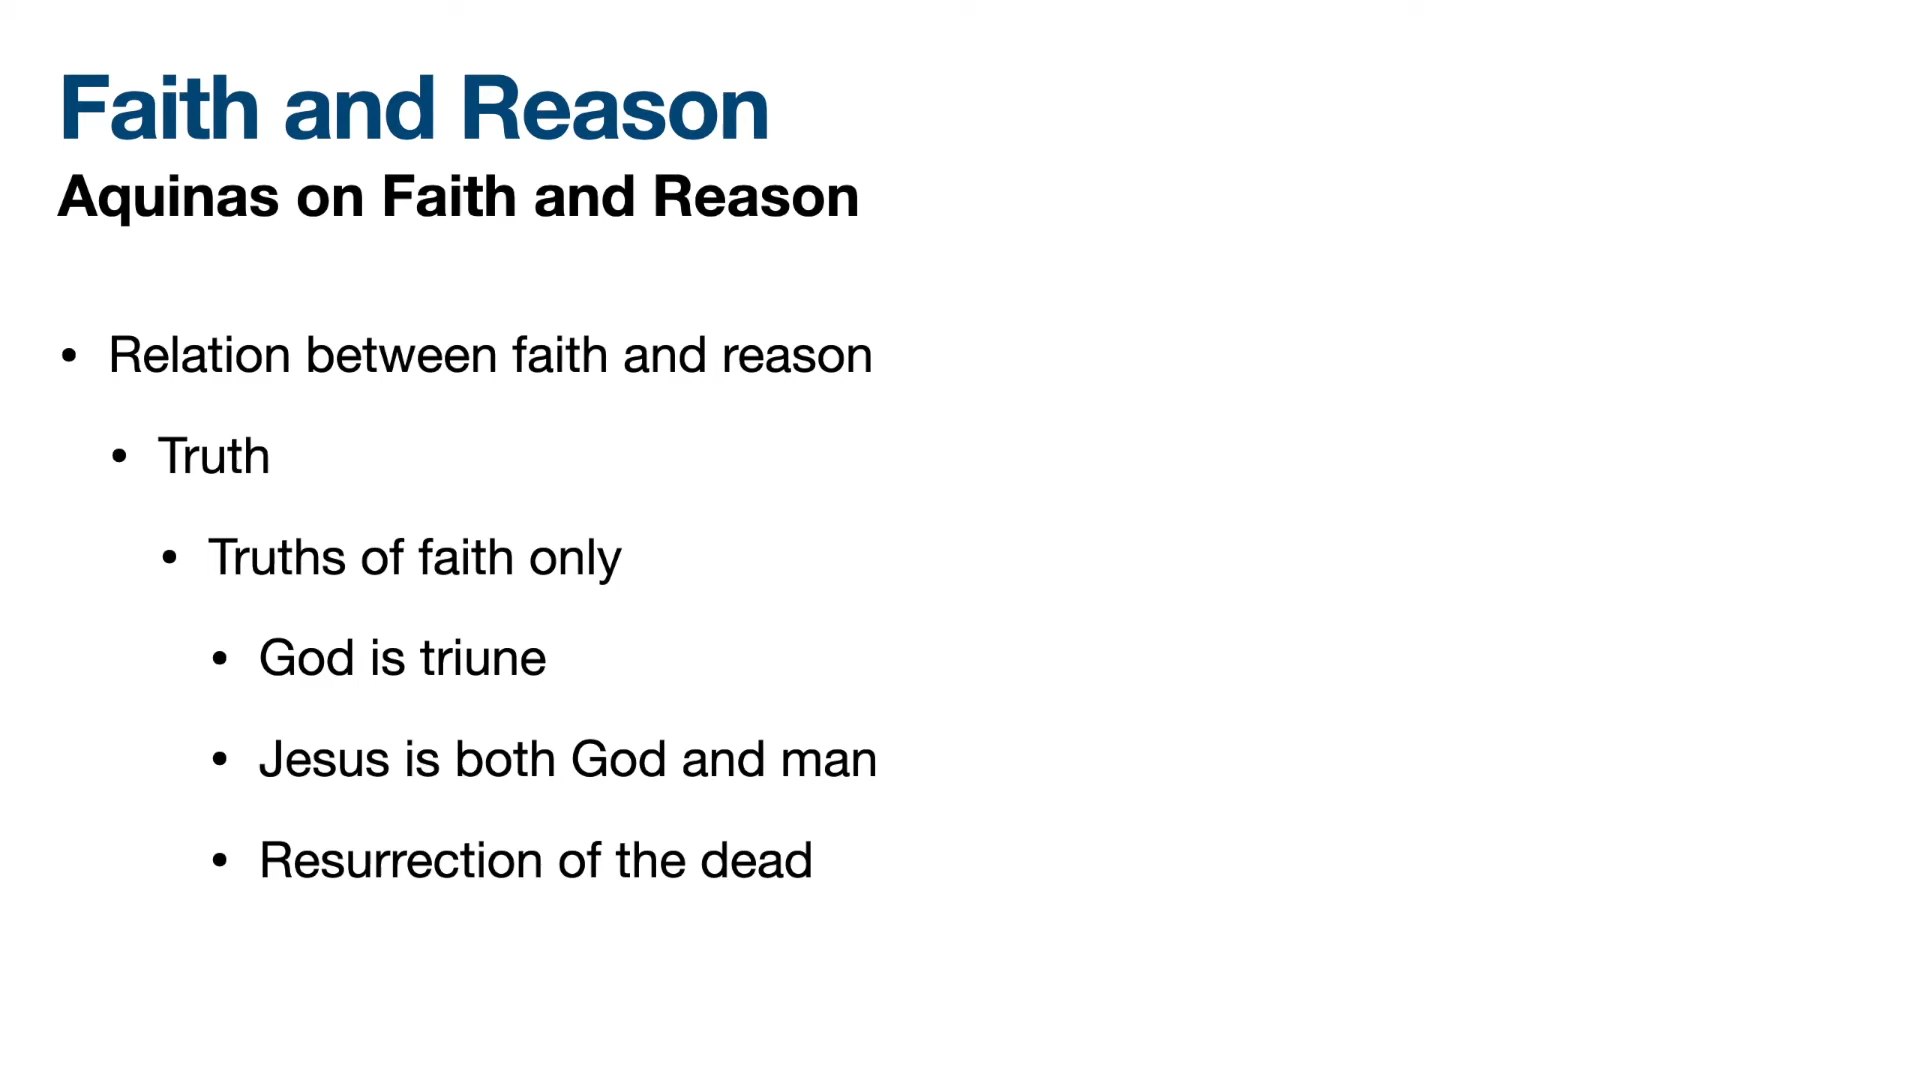 Faith and Reason
Aquinas on Faith and Reason
• Relation between faith and reason
• Truth
• Truths of faith only
• God is triune
• Jesus is both God and man
• Resurrection of the dead